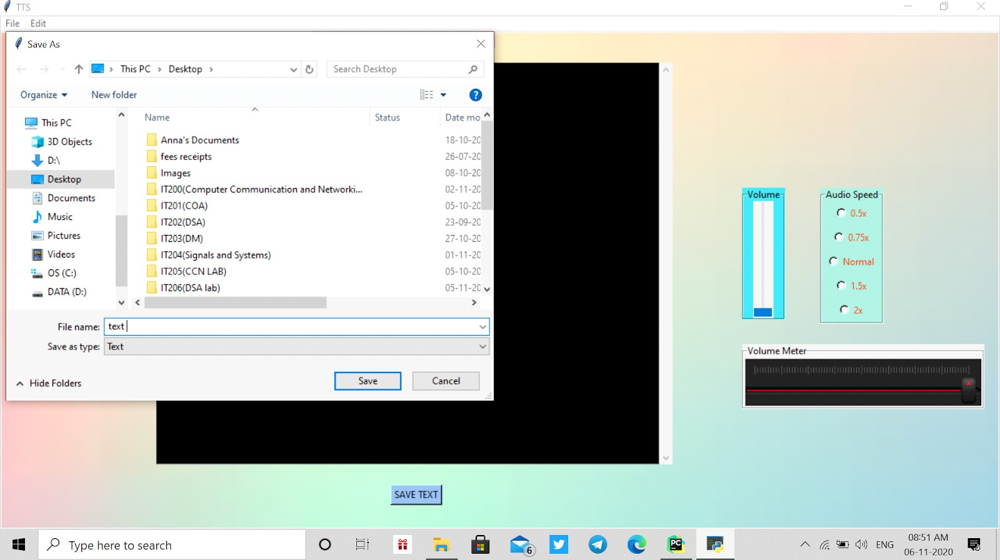 TTS
File Edit
Save As
This PC Desktop
Search Desktop
Organize New folder
?
Name Status Date mo
This PC
3D Objects
D:\
Desktop
Documents
Music
Pictures
Videos
OS (C:)
DATA (D:)
Anna's Documents 18-10-20
fees receipts 26-07-20
Images 08-10-20
IT200(Computer Communication and Networki... 02-11-20
IT201(COA) 05-10-20
IT202(DSA) 23-09-20
IT203(DM) 27-10-20
IT204(Signals and Systems) 01-11-20
IT205(CCN LAB) 05-10-20
IT206(DSA lab) 05-11-20
File name: text
Save as type: Text
Hide Folders
Save Cancel
Volume
Audio Speed
0.5x
0.75x
Normal
1.5x
2x
Volume Meter
SAVE TEXT
Type here to search
6
PC
ENG
08:51 AM
06-11-2020